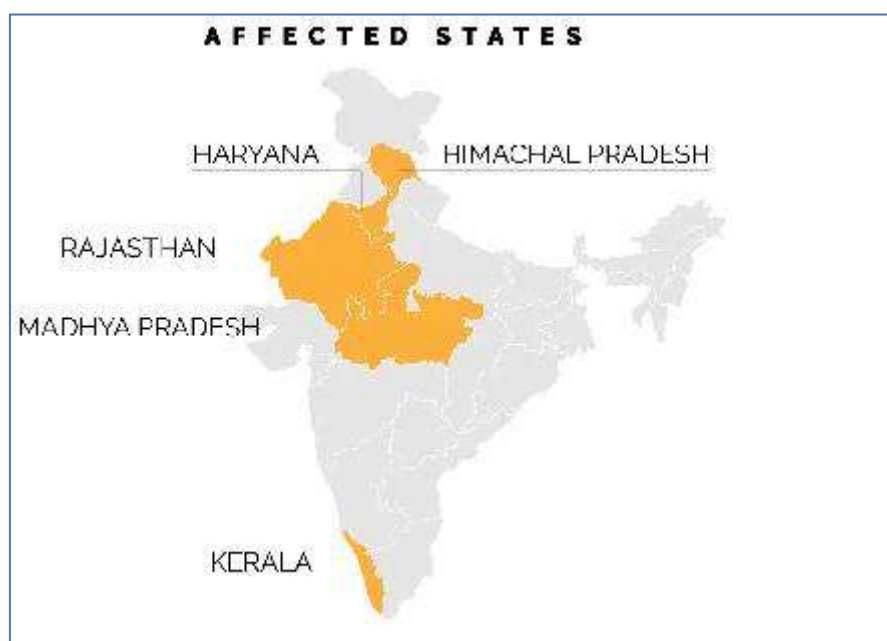 AFFECTED STATES
HARYANA
HIMACHAL PRADESH
RAJASTHAN
MADHYA PRADESH
KERALA